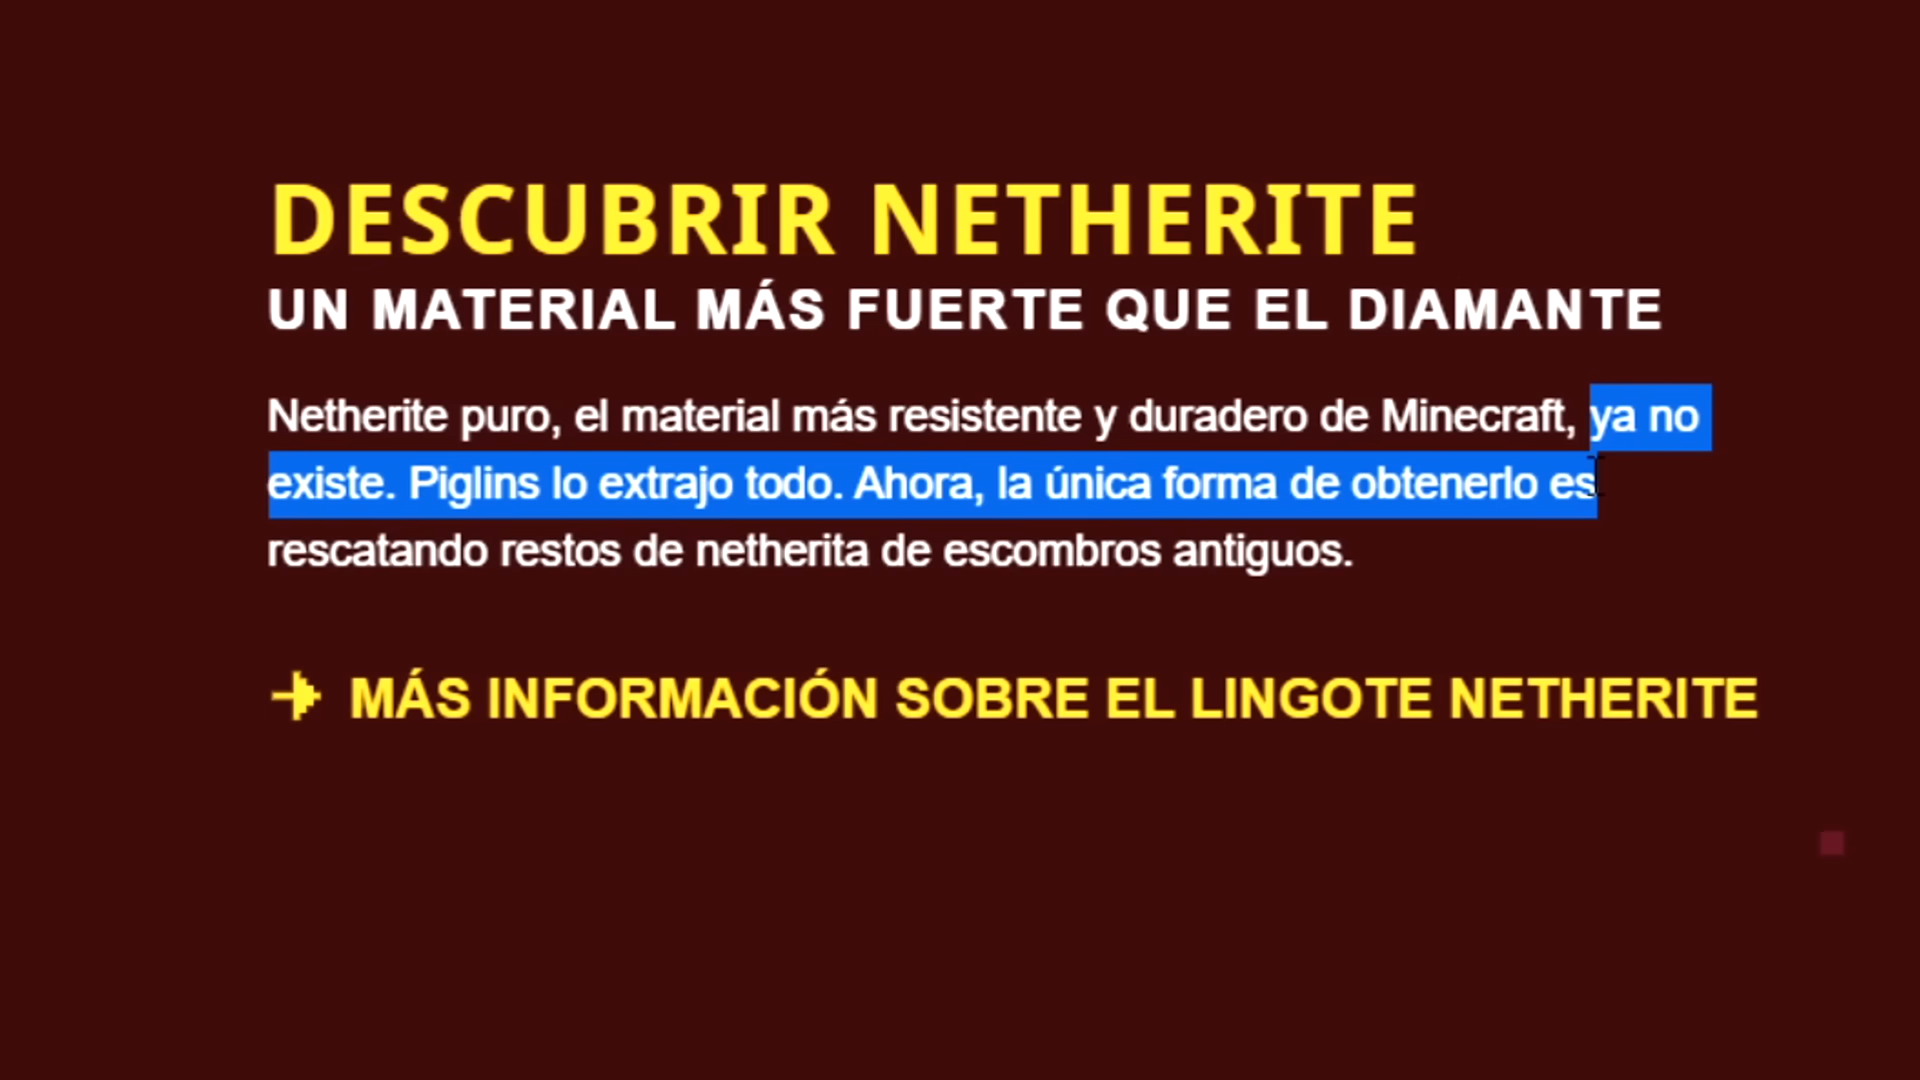 DESCUBRIR NETHERITE
UN MATERIAL MÁS FUERTE QUE EL DIAMANTE
Netherite puro, el material más resistente y duradero de Minecraft, ya no
existe. Piglins lo extrajo todo. Ahora, la única forma de obtenerlo es
rescatando restos de netherita de escombros antiguos.
MÁS INFORMACIÓN SOBRE EL LINGOTE NETHERITE